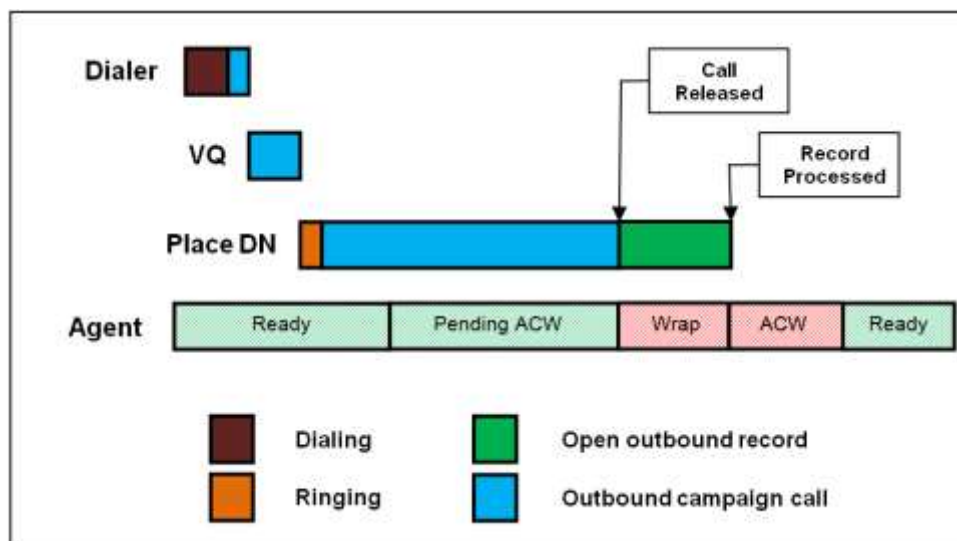 Dialer
Call
Released
VQ
Record
Processed
Place DN
Agent
Ready
Pending ACW
Wrap
ACW
Ready
Dialing
Open outbound record
Ringing
Outbound campaign call